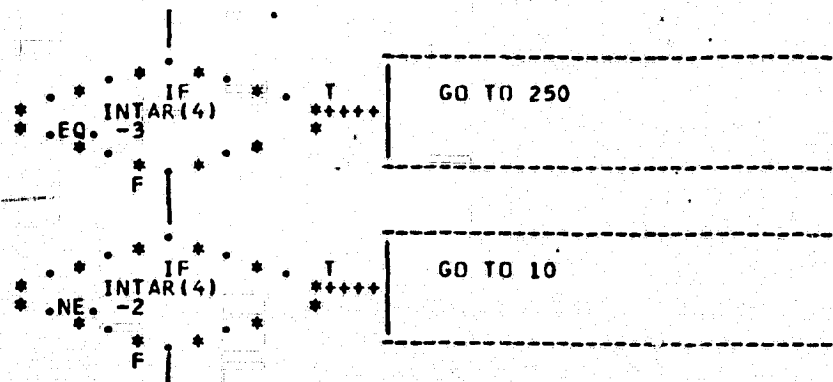 IF T
INTAR(4) GO TO 250
.EQ. -3
F
IF T
INTAR(4) GO TO 10
.NE. -2
F